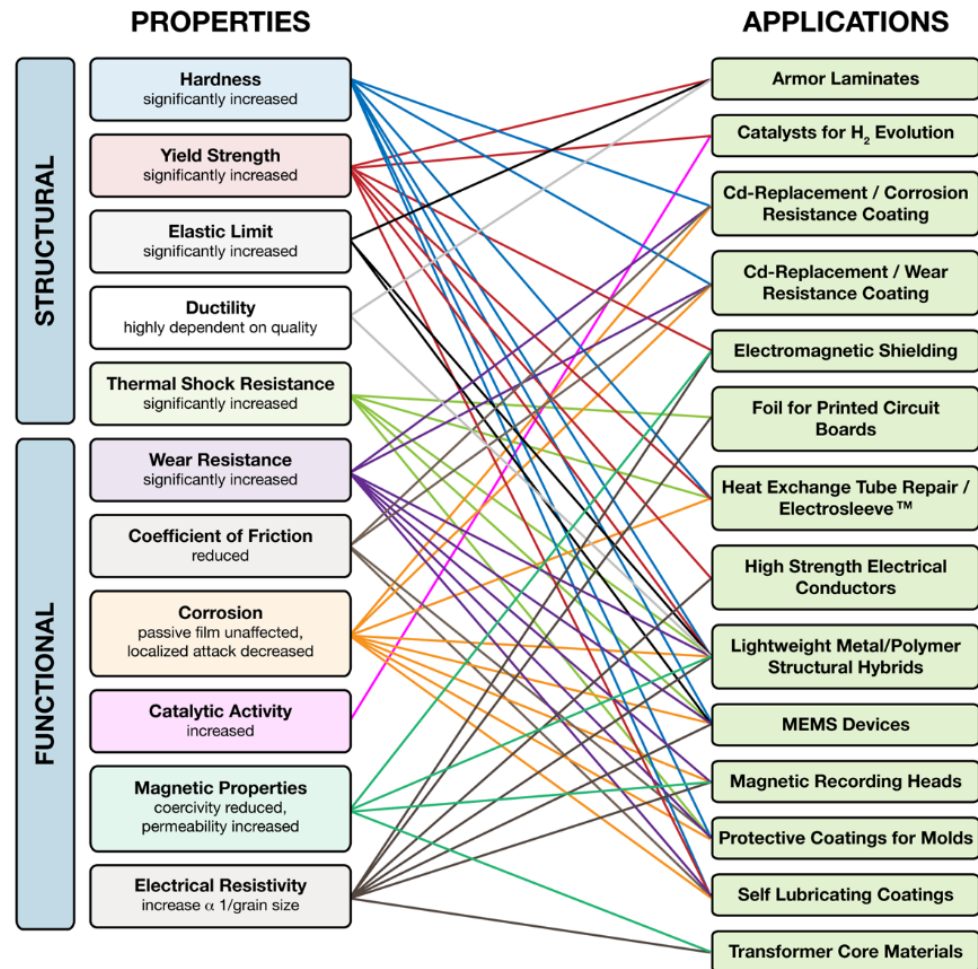 PROPERTIES
APPLICATIONS
STRUCTURAL
Hardness
significantly increased
Yield Strength
significantly increased
Elastic Limit
significantly increased
Ductility
highly dependent on quality
Thermal Shock Resistance
significantly increased
FUNCTIONAL
Wear Resistance
significantly increased
Coefficient of Friction
reduced
Corrosion
passive film unaffected,
localized attack decreased
Catalytic Activity
increased
Magnetic Properties
coercivity reduced,
permeability increased
Electrical Resistivity
increase α 1/grain size
Armor Laminates
Catalysts for H₂ Evolution
Cd-Replacement / Corrosion
Resistance Coating
Cd-Replacement / Wear
Resistance Coating
Electromagnetic Shielding
Foil for Printed Circuit
Boards
Heat Exchange Tube Repair /
Electrosleeve™
High Strength Electrical
Conductors
Lightweight Metal/Polymer
Structural Hybrids
MEMS Devices
Magnetic Recording Heads
Protective Coatings for Molds
Self Lubricating Coatings
Transformer Core Materials